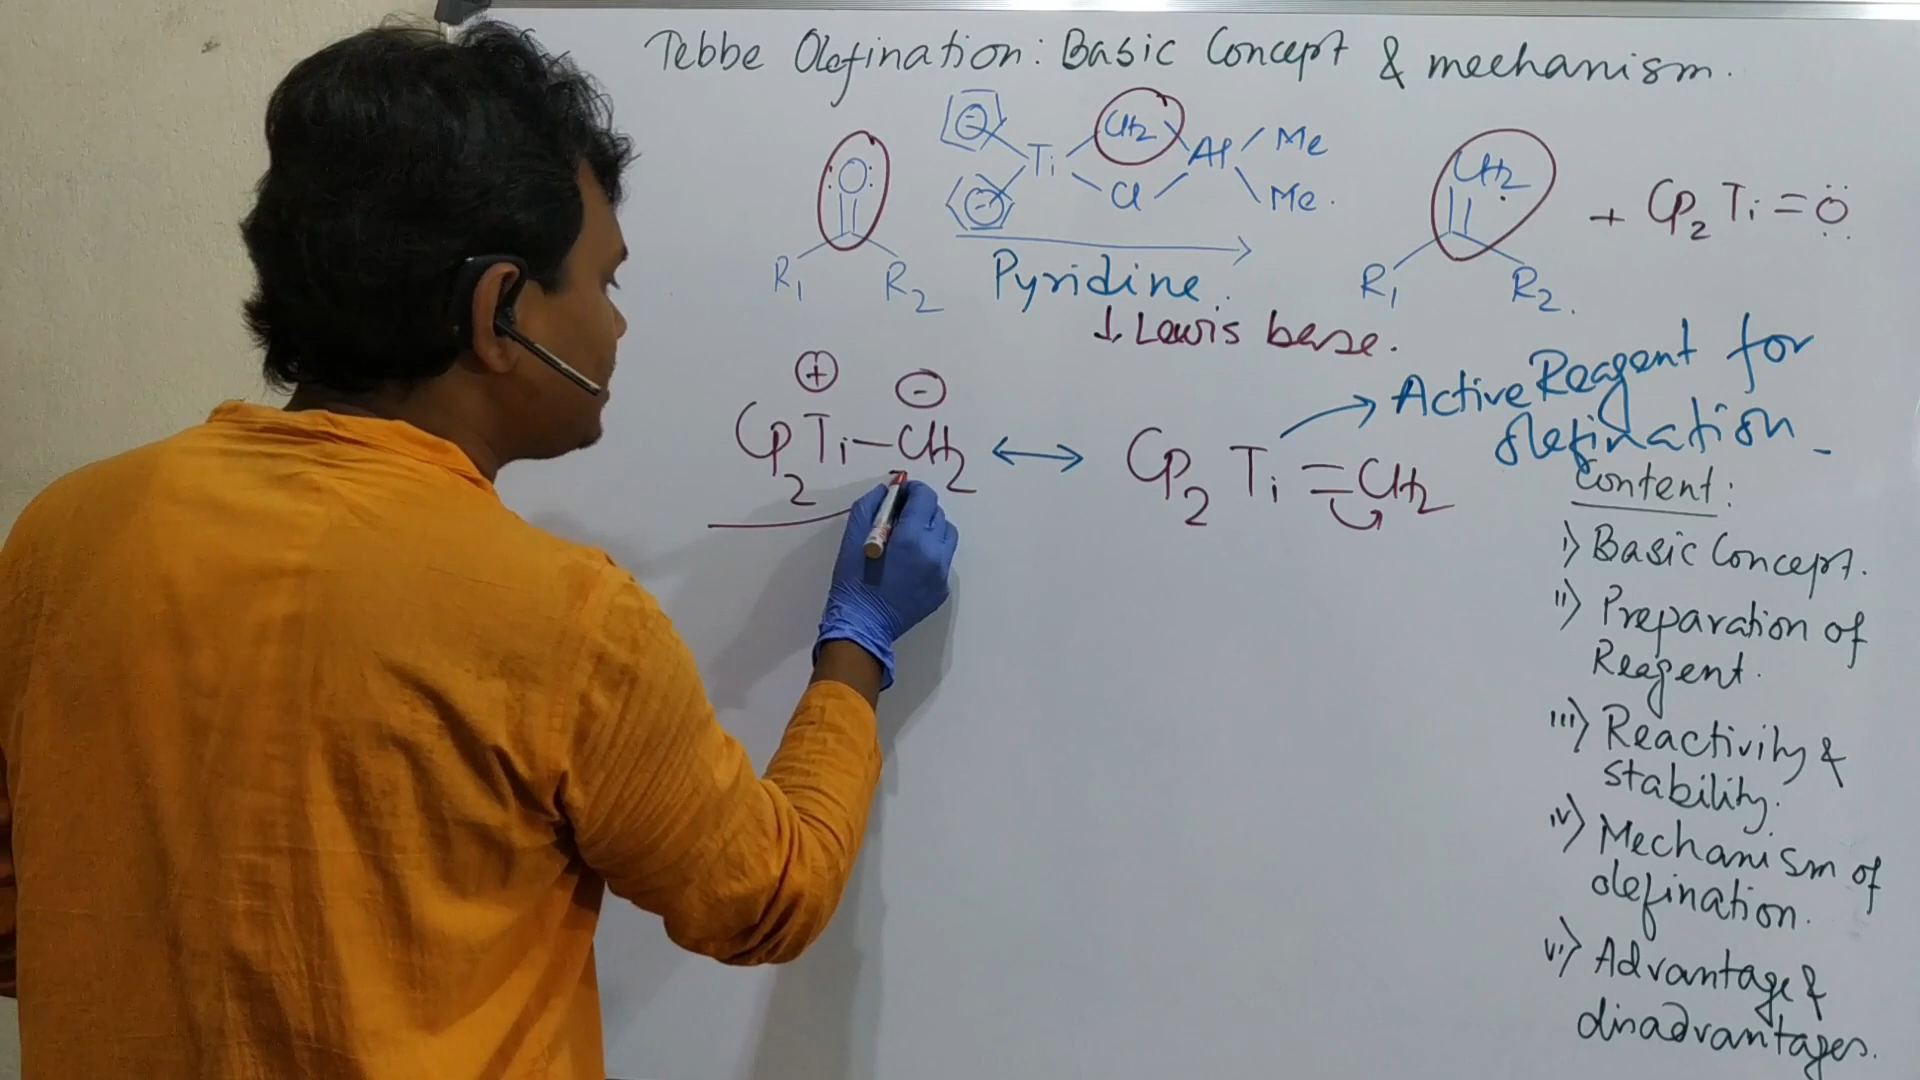 Tebbe Olefination: Basic Concept & mechanism.
:O:
R1 R2
Ti CH2 Al Me
Cl Me.
Pyridine.
↓ Lewis base.
CH2
R1 R2.
+ Cp2Ti=O
⊕ ⊖
Cp2Ti-CH2 ↔ Cp2Ti=CH2
→ Active Reagent for
olefination -
Content:
i) Basic Concept.
ii) Preparation of
Reagent.
iii) Reactivity &
stability.
iv) Mechanism of
olefination.
v) Advantage &
disadvantages.